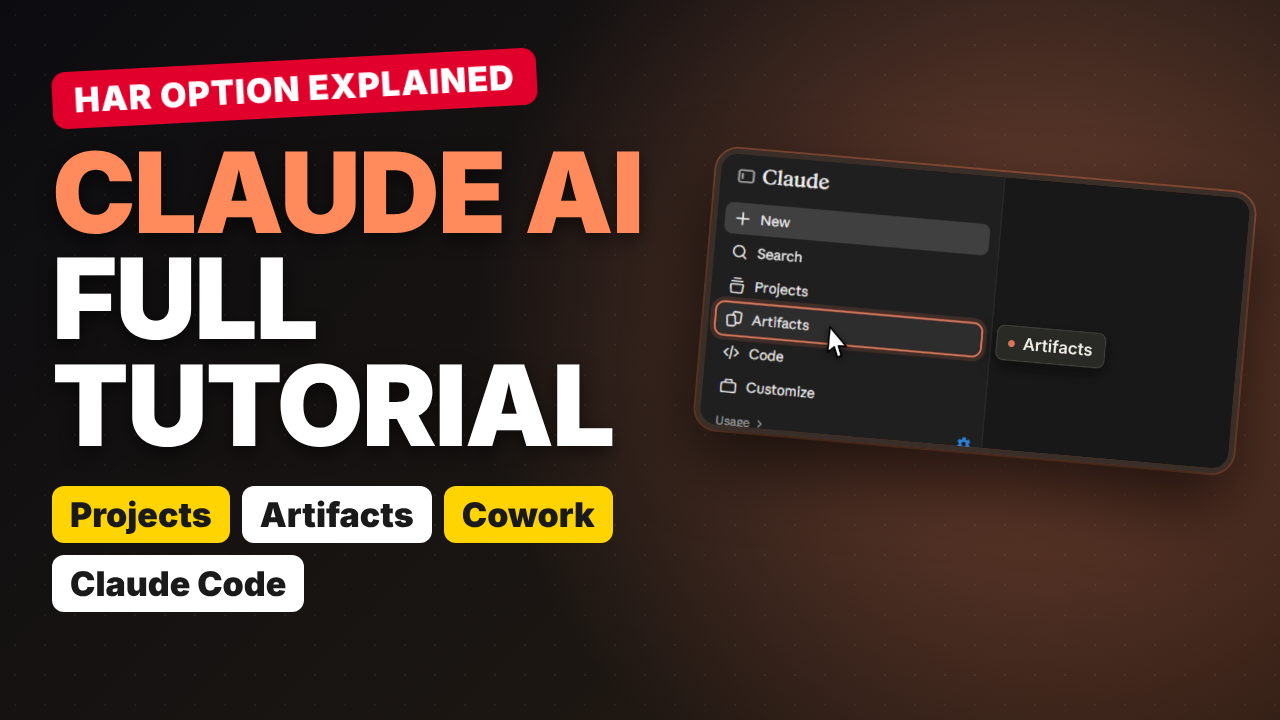 HAR OPTION EXPLAINED
CLAUDE AI
FULL
TUTORIAL
Projects Artifacts Cowork
Claude Code
Claude
New
Search
Projects
Artifacts
Code
Customize
Usage
Artifacts